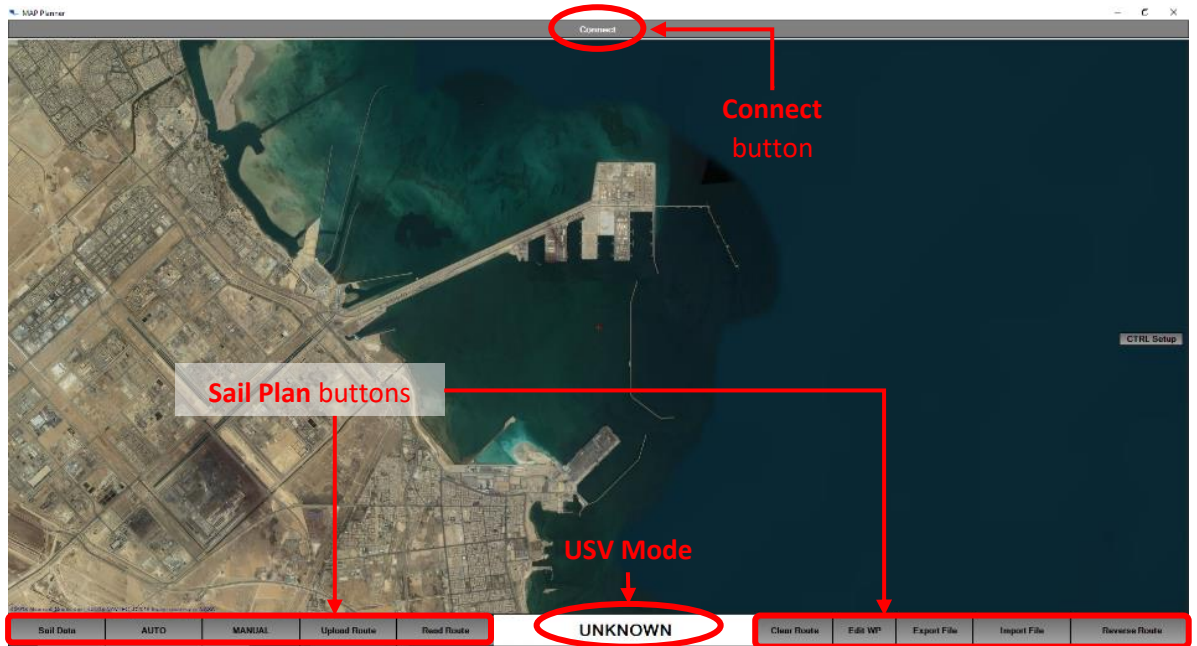 MAP Planner
Connect
Connect
button
CTRL Setup
Sail Plan buttons
USV Mode
Sail Data AUTO MANUAL Upload Route Read Route UNKNOWN Clear Route Edit WP Export File Import File Reverse Route